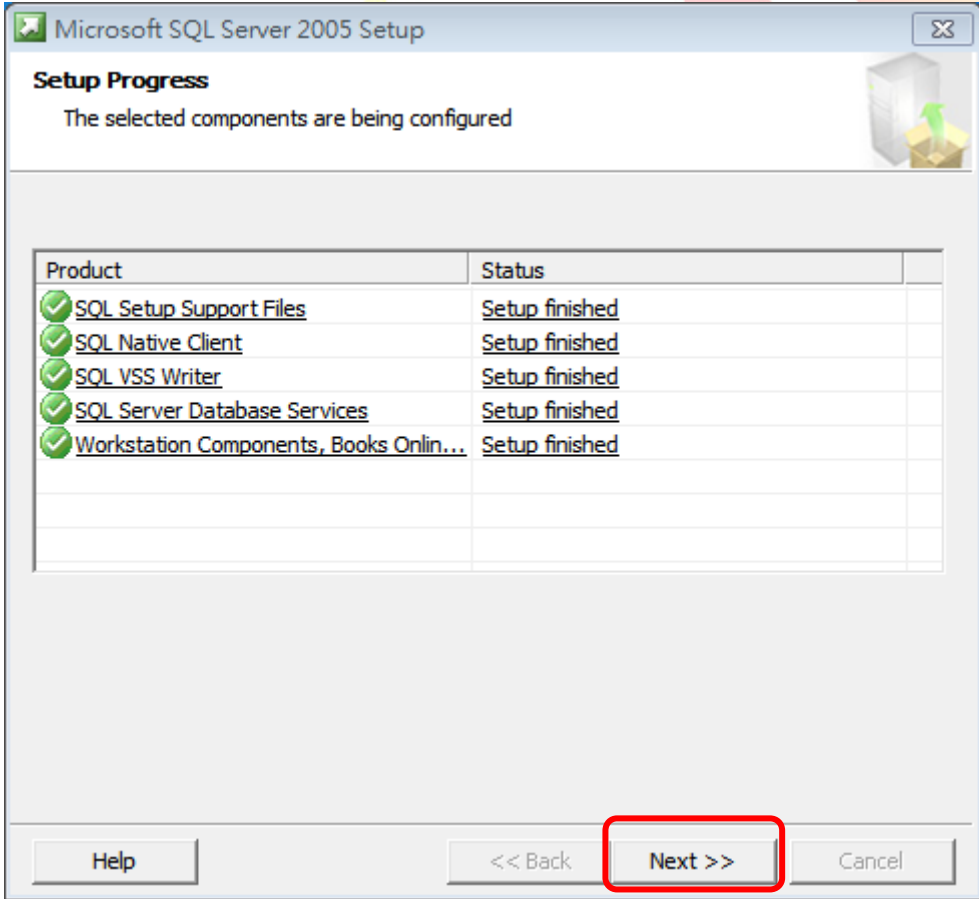 Microsoft SQL Server 2005 Setup
Setup Progress
The selected components are being configured
Product Status
SQL Setup Support Files Setup finished
SQL Native Client Setup finished
SQL VSS Writer Setup finished
SQL Server Database Services Setup finished
Workstation Components, Books Onlin... Setup finished
Help << Back Next >> Cancel